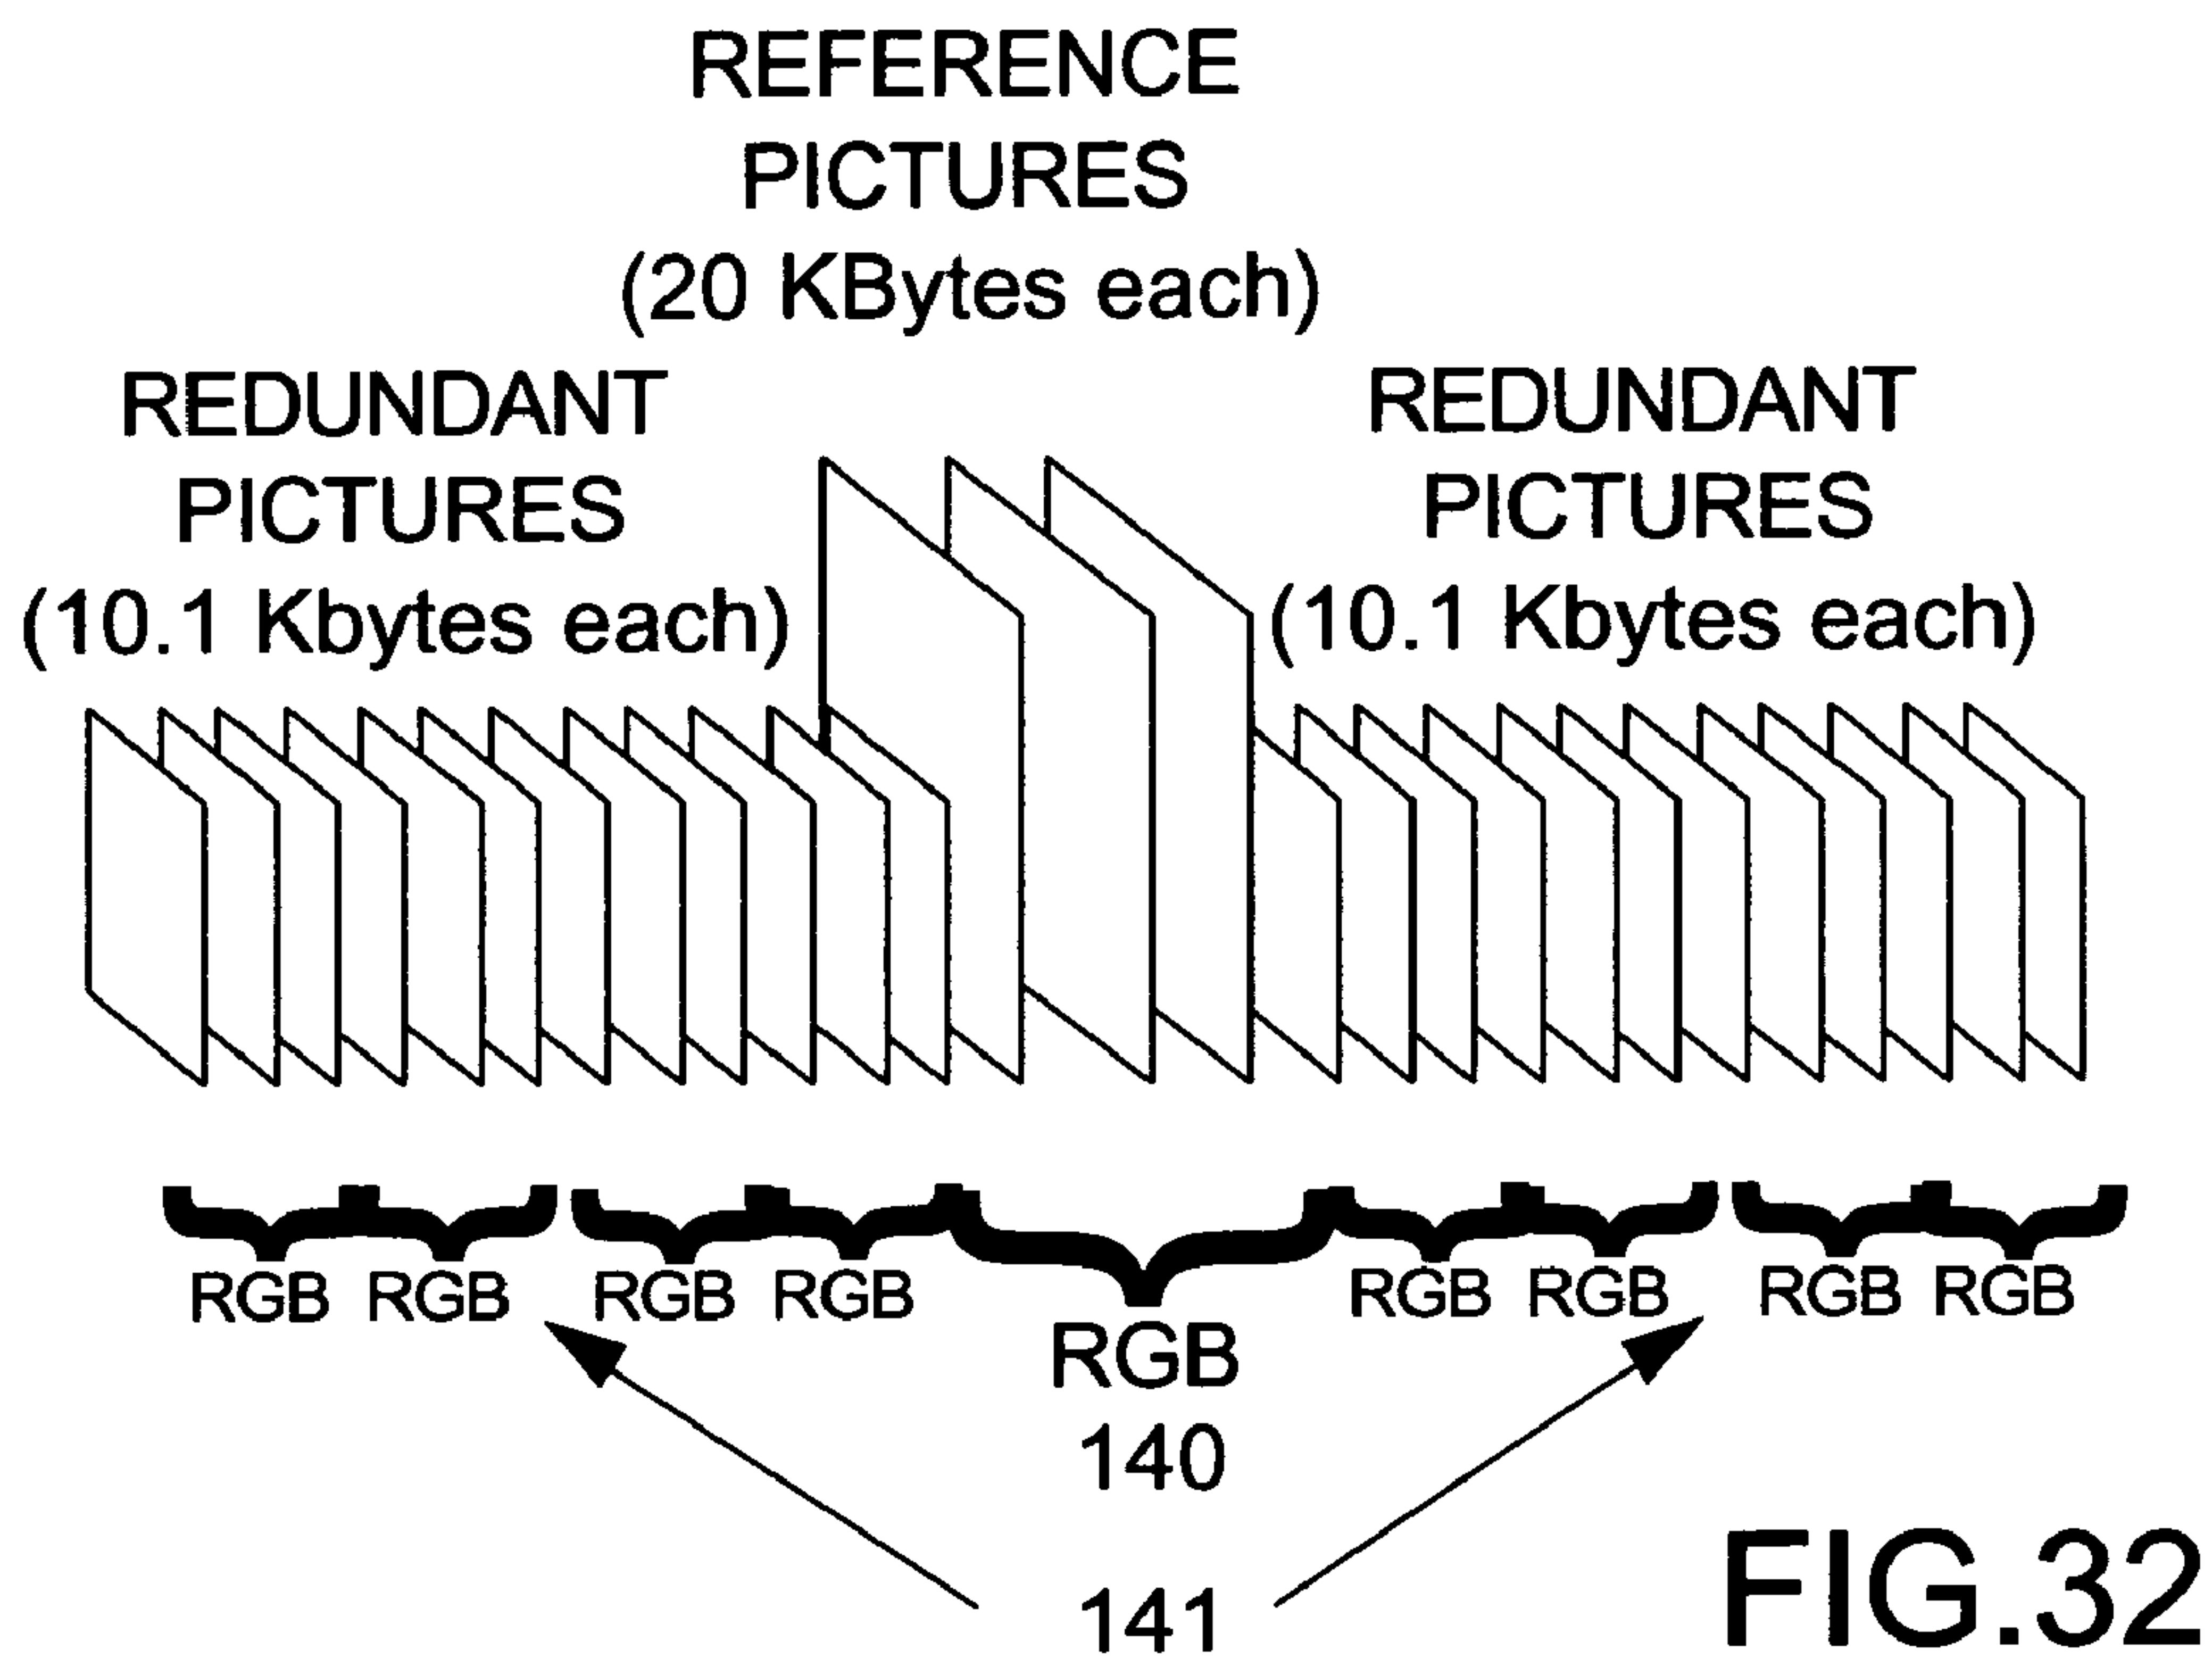 REFERENCE
PICTURES
(20 KBytes each)
REDUNDANT
PICTURES
(10.1 Kbytes each)
REDUNDANT
PICTURES
(10.1 Kbytes each)
RGB RGB RGB RGB RGB RGB RGB RGB
RGB
140
141
FIG.32